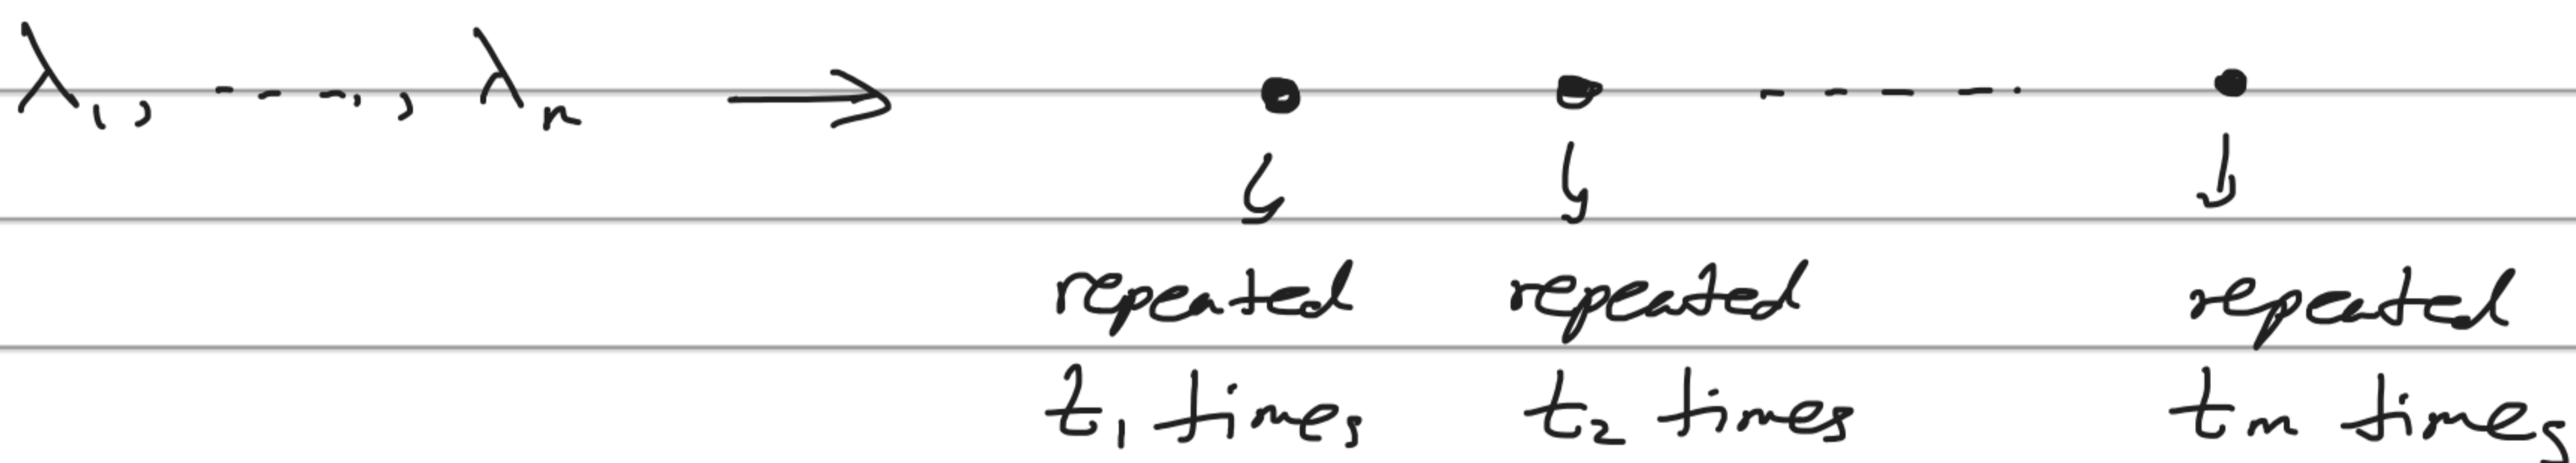 λ₁, ----, λₙ → • • ---- •
repeated repeated repeated
t₁ times t₂ times tₘ times